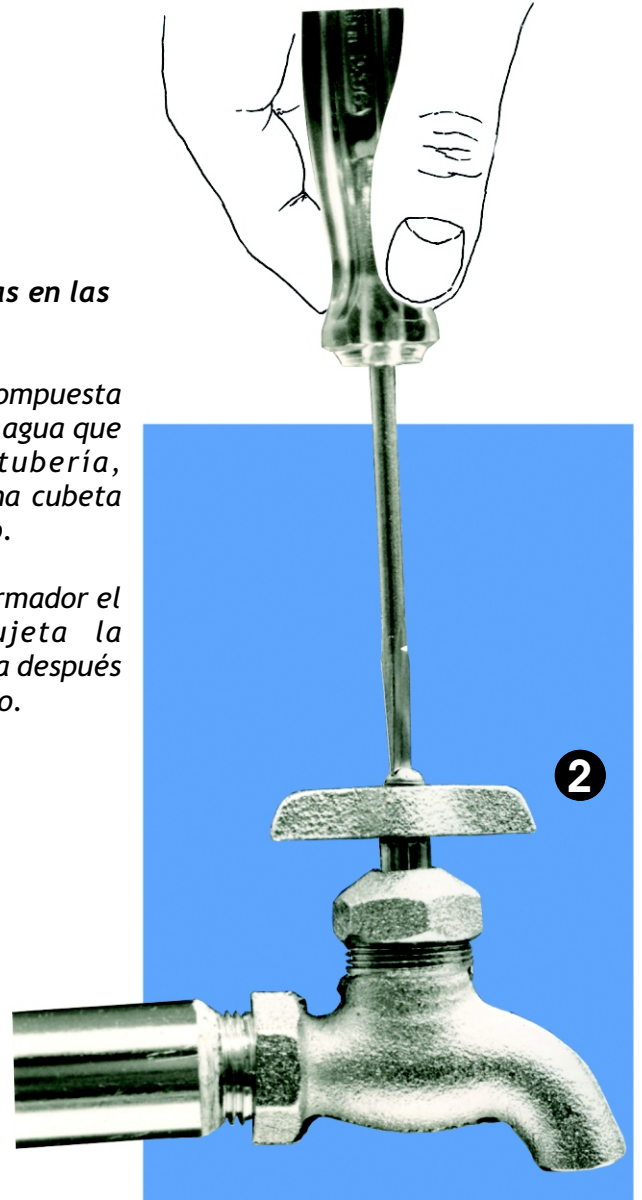 as en las
ompuesta
agua que
tubería,
na cubeta
o.
rmador el
ujeta la
a después
o.
2